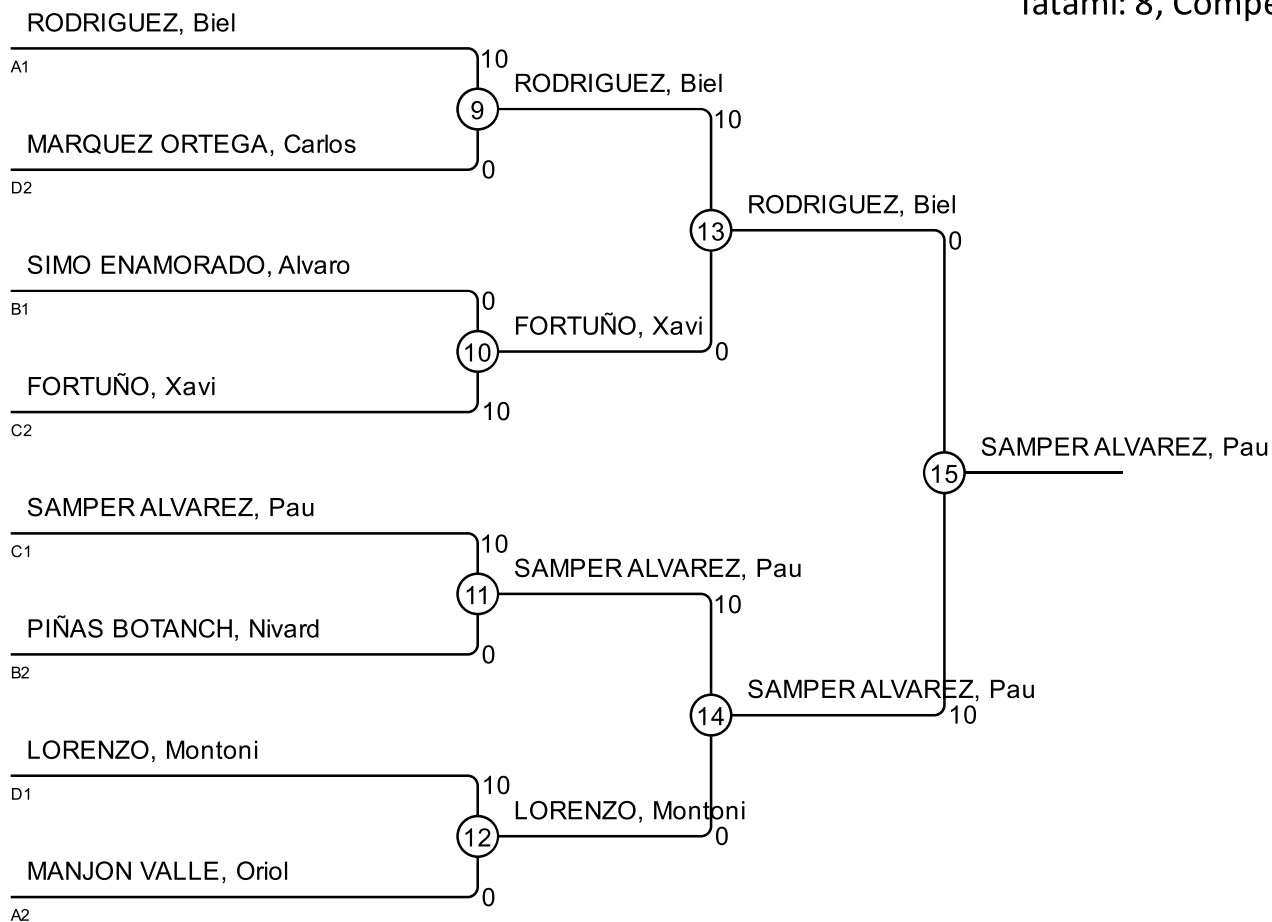 Tatami: 8, Compe
RODRIGUEZ, Biel
A1
10
RODRIGUEZ, Biel
9
10
MARQUEZ ORTEGA, Carlos
0
D2
RODRIGUEZ, Biel
13
0
SIMO ENAMORADO, Alvaro
B1
0
FORTUÑO, Xavi
10
0
FORTUÑO, Xavi
10
C2
SAMPER ALVAREZ, Pau
15
SAMPER ALVAREZ, Pau
C1
10
SAMPER ALVAREZ, Pau
11
10
PIÑAS BOTANCH, Nivard
0
B2
SAMPER ALVAREZ, Pau
14
10
LORENZO, Montoni
D1
10
LORENZO, Montoni
12
0
MANJON VALLE, Oriol
0
A2